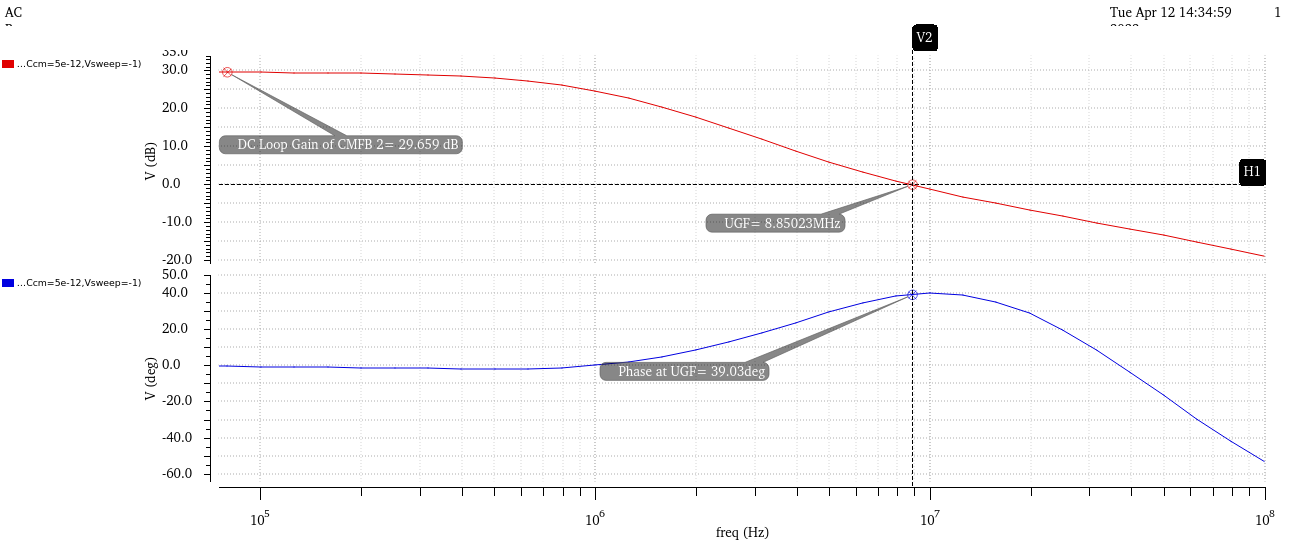 AC
Tue Apr 12 14:34:59 1
V2
35.0
...Ccm=5e-12,Vsweep=-1)
30.0
20.0
DC Loop Gain of CMFB 2= 29.659 dB
10.0
V (dB)
H1
0.0
UGF= 8.85023MHz
-10.0
-20.0
50.0
...Ccm=5e-12,Vsweep=-1)
40.0
20.0
0.0
Phase at UGF= 39.03deg
V (deg)
-20.0
-40.0
-60.0
10⁵ 10⁶ 10⁷ 10⁸
freq (Hz)